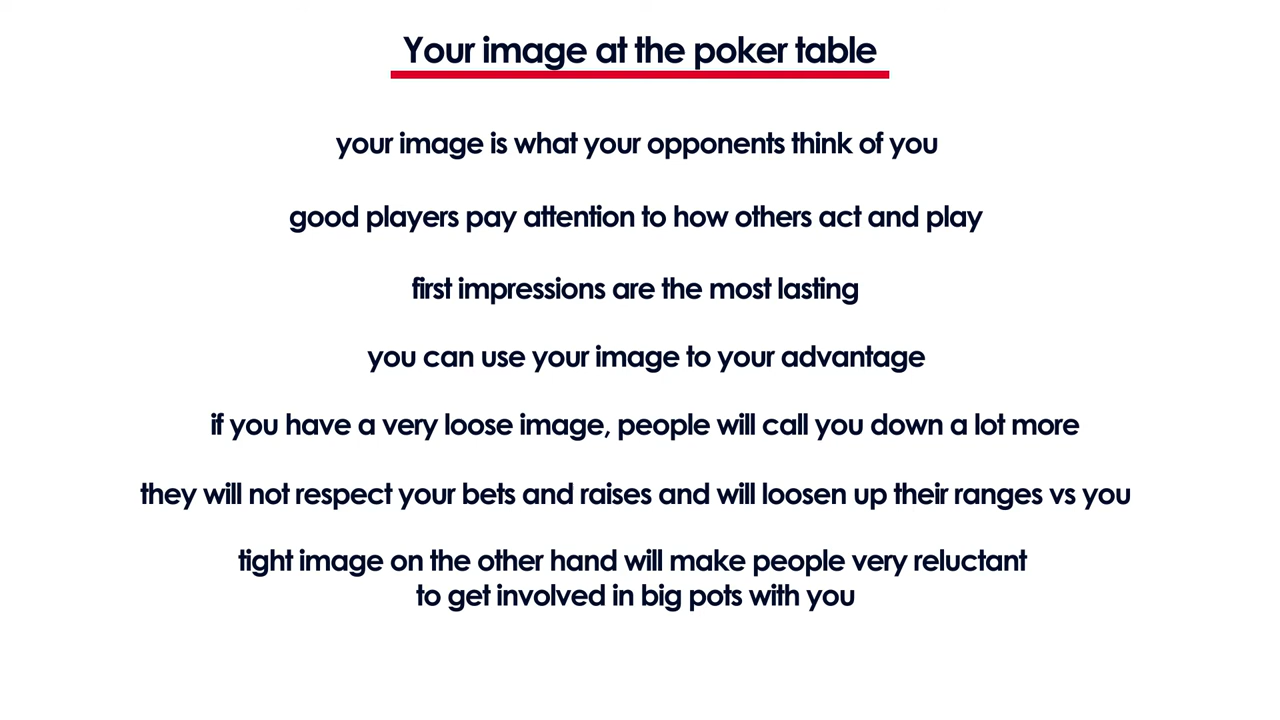 Your image at the poker table
your image is what your opponents think of you
good players pay attention to how others act and play
first impressions are the most lasting
you can use your image to your advantage
if you have a very loose image, people will call you down a lot more
they will not respect your bets and raises and will loosen up their ranges vs you
tight image on the other hand will make people very reluctant
to get involved in big pots with you